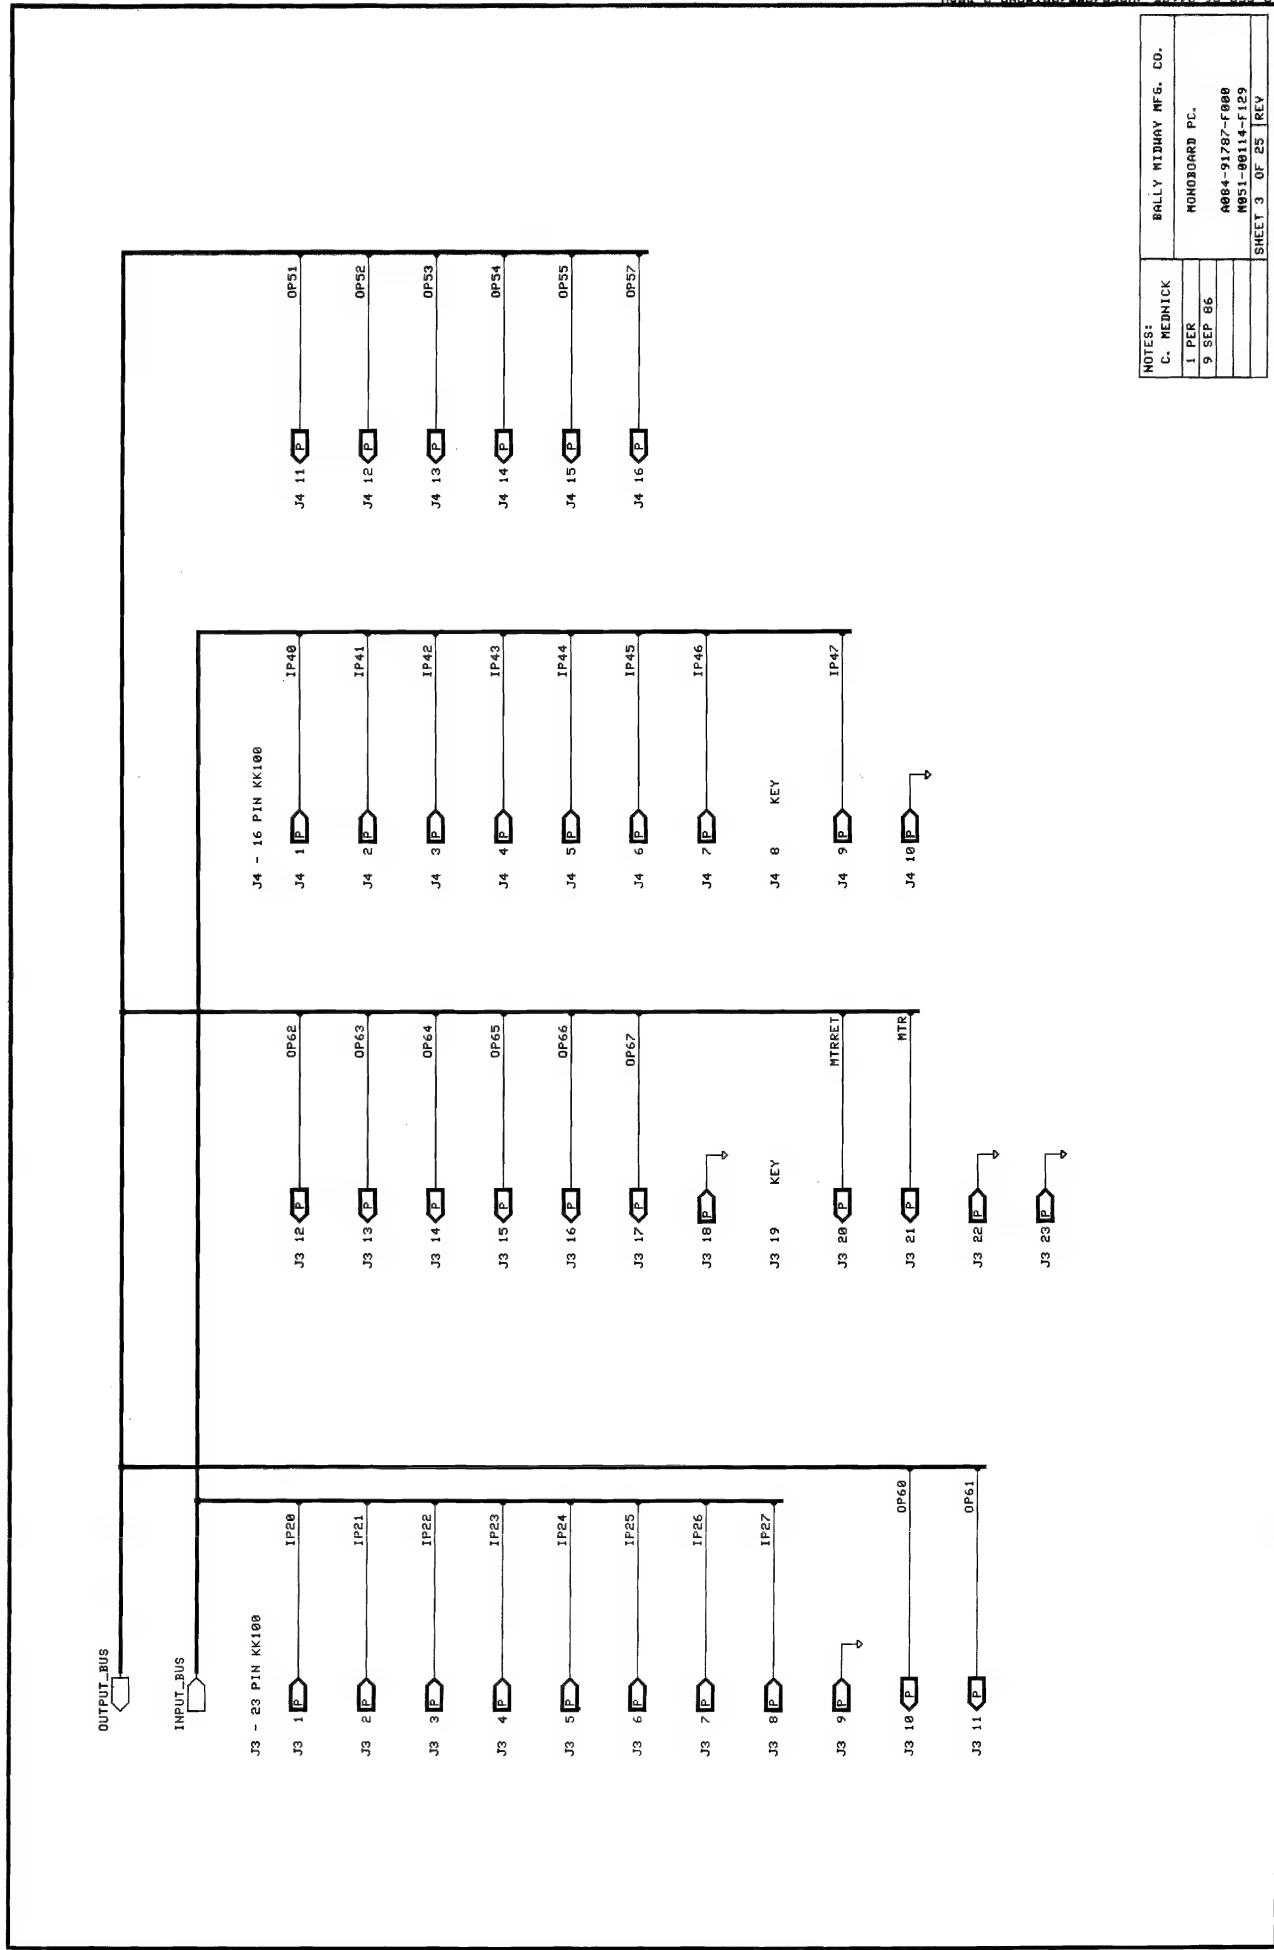 OUTPUT_BUS
INPUT_BUS
J3 - 23 PIN KK100
J3 1 P IP20
J3 2 P IP21
J3 3 P IP22
J3 4 P IP23
J3 5 P IP24
J3 6 P IP25
J3 7 P IP26
J3 8 P IP27
J3 9 P
J3 10 P OP60
J3 11 P OP61
J3 12 P OP62
J3 13 P OP63
J3 14 P OP64
J3 15 P OP65
J3 16 P OP66
J3 17 P OP67
J3 18 P
J3 19 KEY
J3 20 P MTRRET
J3 21 P MTR
J3 22 P
J3 23 P
J4 - 16 PIN KK100
J4 1 P IP40
J4 2 P IP41
J4 3 P IP42
J4 4 P IP43
J4 5 P IP44
J4 6 P IP45
J4 7 P IP46
J4 8 KEY
J4 9 P IP47
J4 10 P
J4 11 P OP51
J4 12 P OP52
J4 13 P OP53
J4 14 P OP54
J4 15 P OP55
J4 16 P OP57
NOTES:
C. MEDNICK
1 PER
9 SEP 86
BALLY MIDWAY MFG. CO.
MONOBOARD PC.
A084-91787-F000
M051-00114-F129
SHEET 3 OF 25 REV